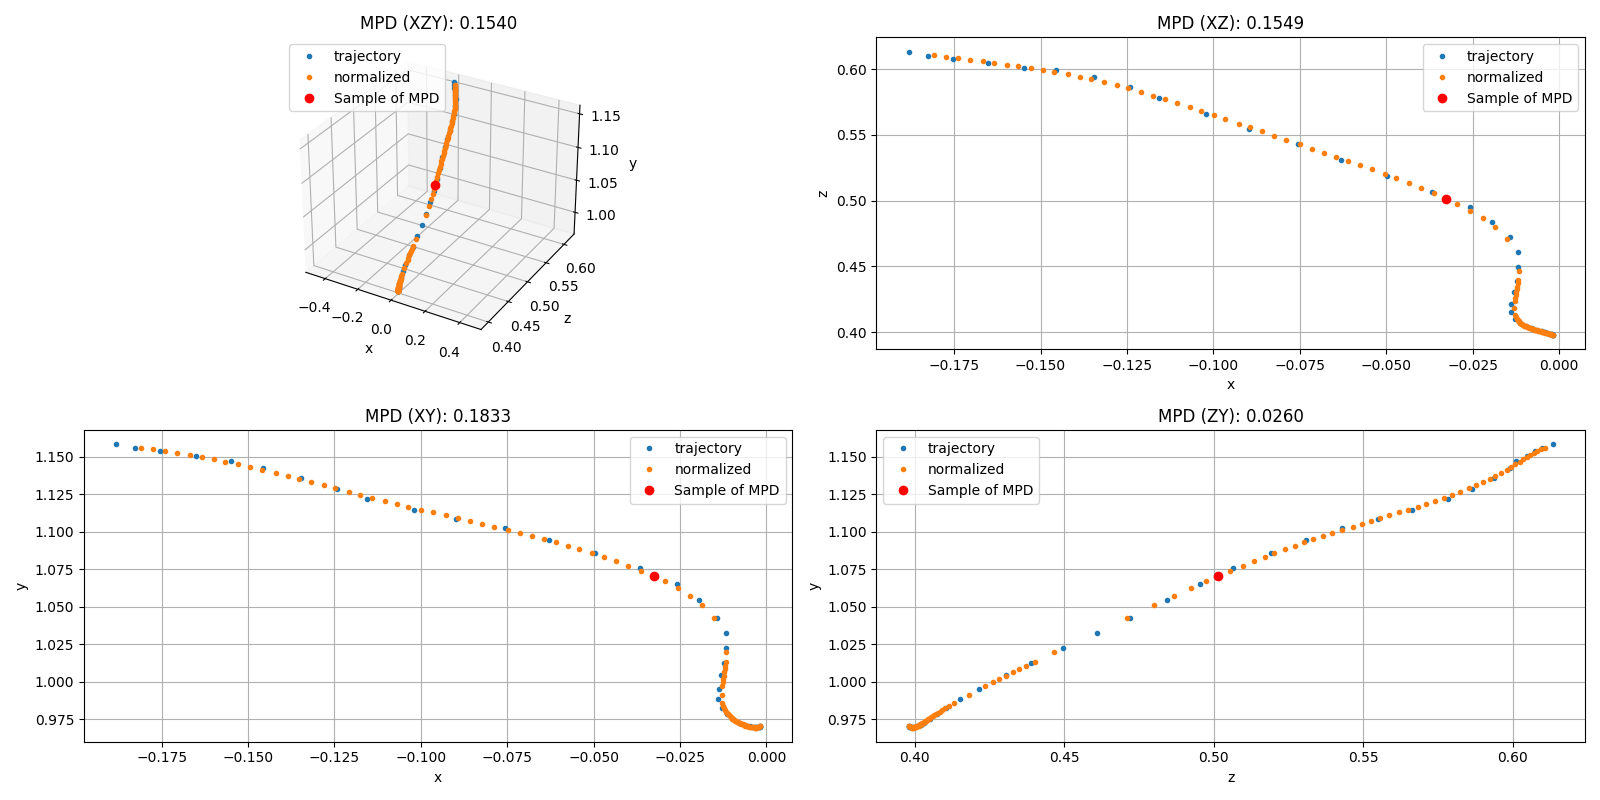 MPD (XZY): 0.1540
trajectory
normalized
Sample of MPD
1.15
1.10
1.05
1.00
y
0.60
0.55
0.50
0.45
0.40
z
−0.4
−0.2
0.0
0.2
0.4
x
MPD (XZ): 0.1549
trajectory
normalized
Sample of MPD
0.60
0.55
0.50
0.45
0.40
z
−0.175 −0.150 −0.125 −0.100 −0.075 −0.050 −0.025 0.000
x
MPD (XY): 0.1833
trajectory
normalized
Sample of MPD
1.150
1.125
1.100
1.075
1.050
1.025
1.000
0.975
y
−0.175 −0.150 −0.125 −0.100 −0.075 −0.050 −0.025 0.000
x
MPD (ZY): 0.0260
trajectory
normalized
Sample of MPD
1.150
1.125
1.100
1.075
1.050
1.025
1.000
0.975
y
0.40 0.45 0.50 0.55 0.60
z